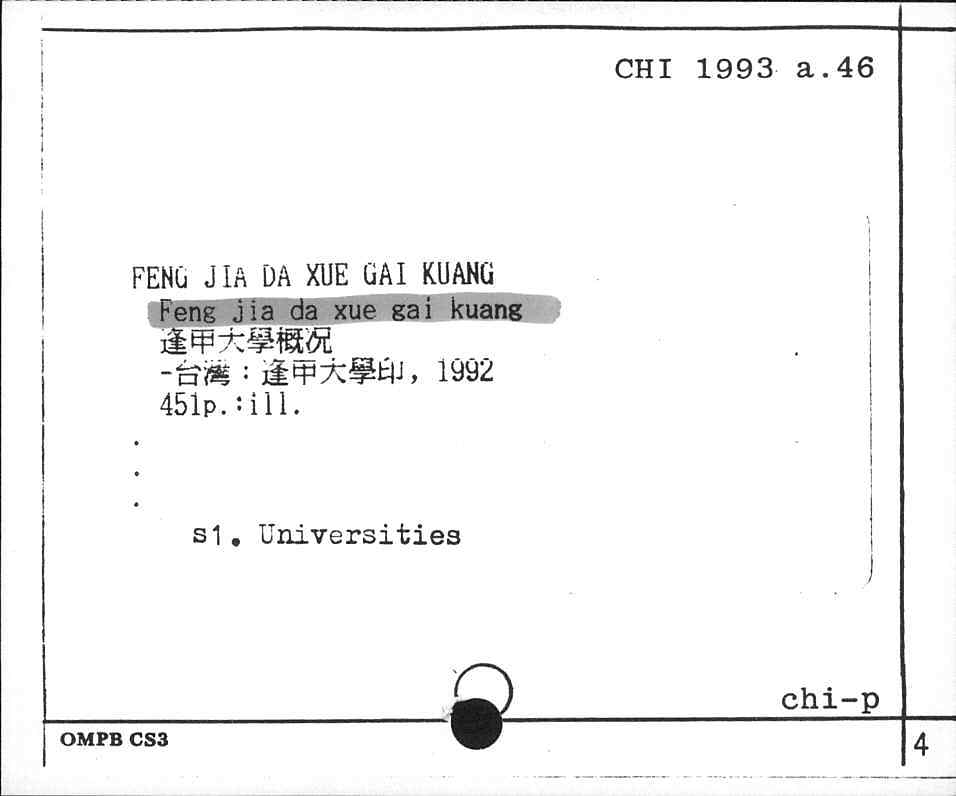 CHI 1993 a.46
FENG JIA DA XUE GAI KUANG
Feng jia da xue gai kuang
逢甲大學概況
-台灣：逢甲大學印, 1992
451p.:ill.
.
.
.
s1. Universities
chi-p
OMPB CS3
4